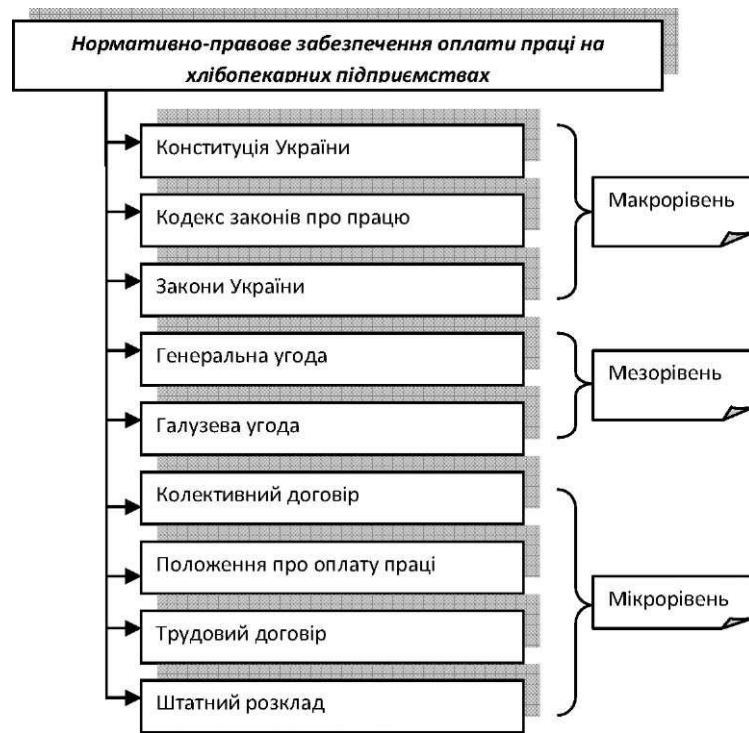 Нормативно-правове забезпечення оплати праці на
хлібопекарних підприємствах
Конституція України
Кодекс законів про працю
Закони України
Макрорівень
Генеральна угода
Галузева угода
Мезорівень
Колективний договір
Положення про оплату праці
Трудовий договір
Штатний розклад
Мікрорівень